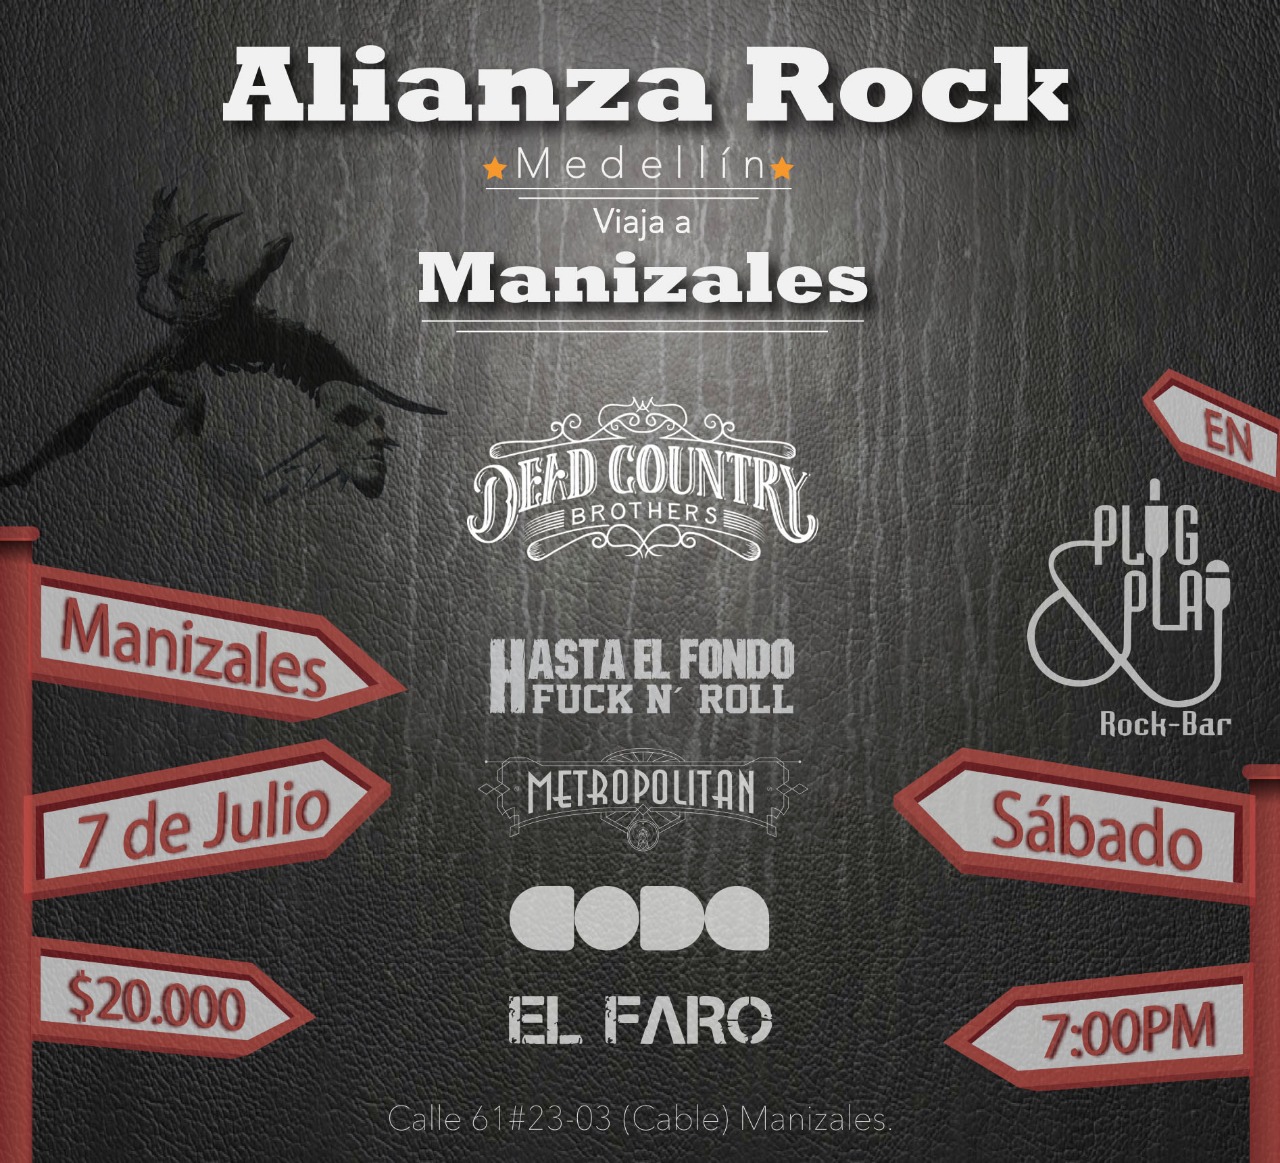 Alianza Rock
Medellín
Viaja a
Manizales
DEAD COUNTRY
BROTHERS
EN
PLUG
& PLAY
Rock-Bar
Manizales
HASTA EL FONDO
FUCK N´ ROLL
7 de Julio
METROPOLITAN
Sábado
CODA
$20.000
EL FARO
7:00PM
Calle 61#23-03 (Cable) Manizales.